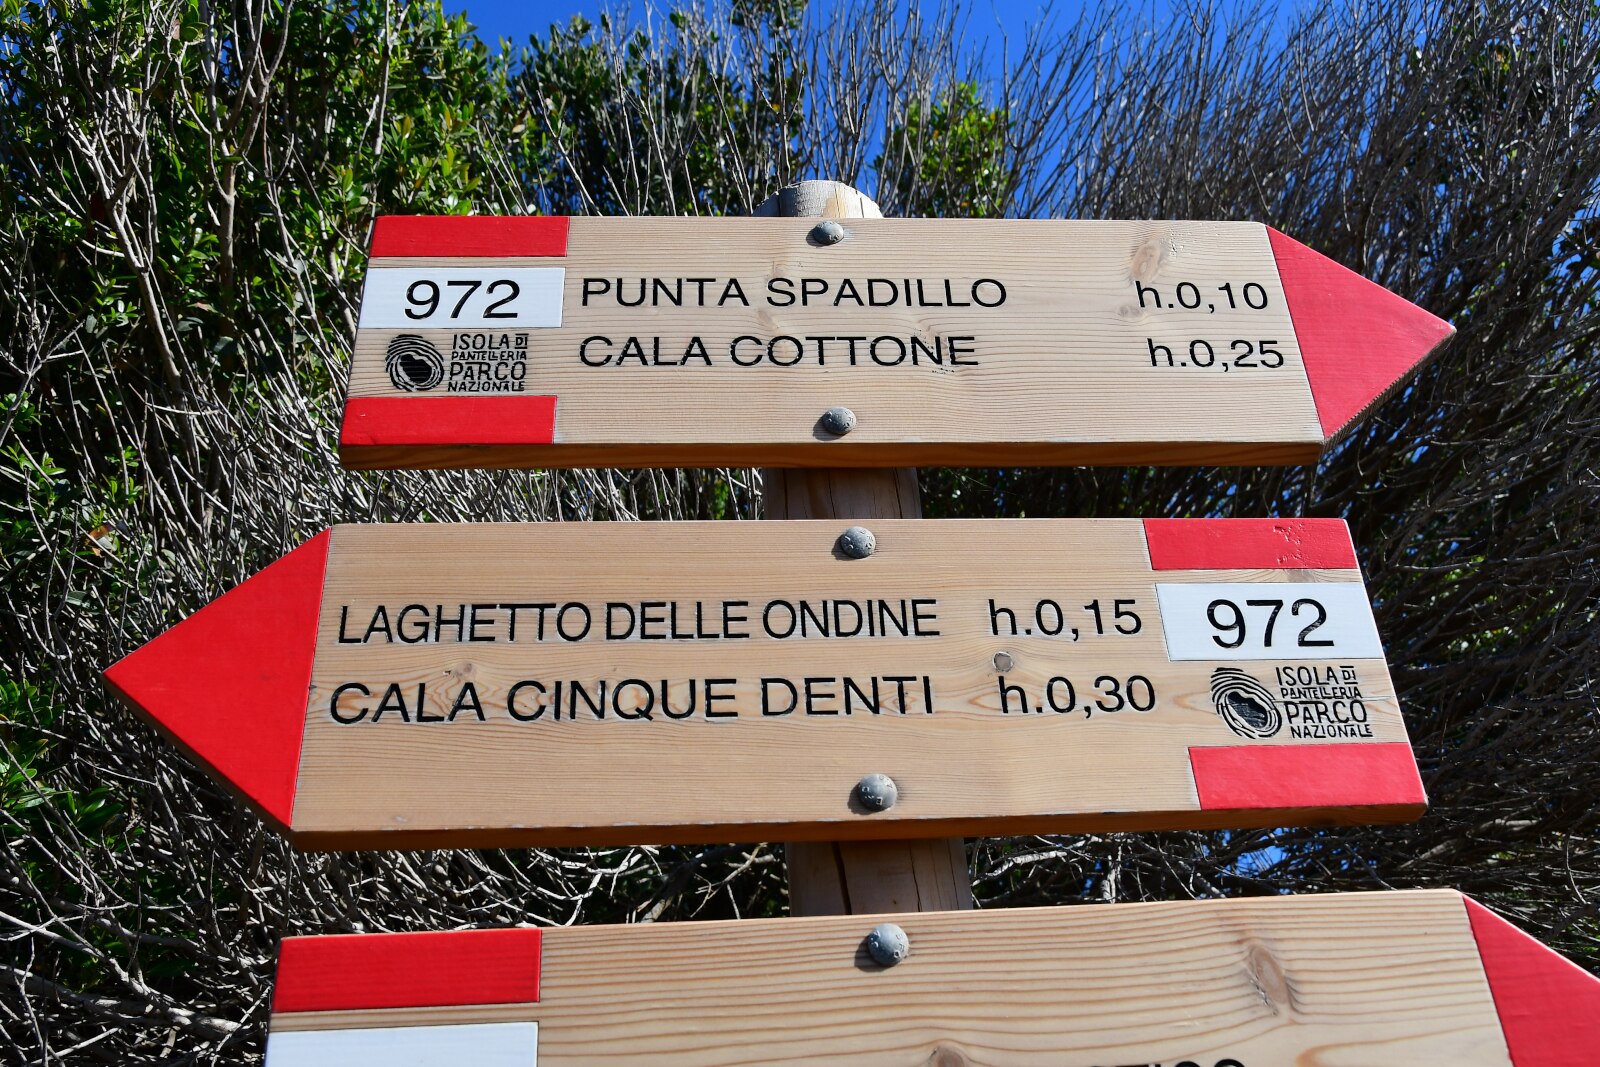 972
PUNTA SPADILLO h.0,10
CALA COTTONE h.0,25
ISOLA DI
PANTELLERIA
PARCO
NAZIONALE
LAGHETTO DELLE ONDINE h.0,15
CALA CINQUE DENTI h.0,30
972
ISOLA DI
PANTELLERIA
PARCO
NAZIONALE